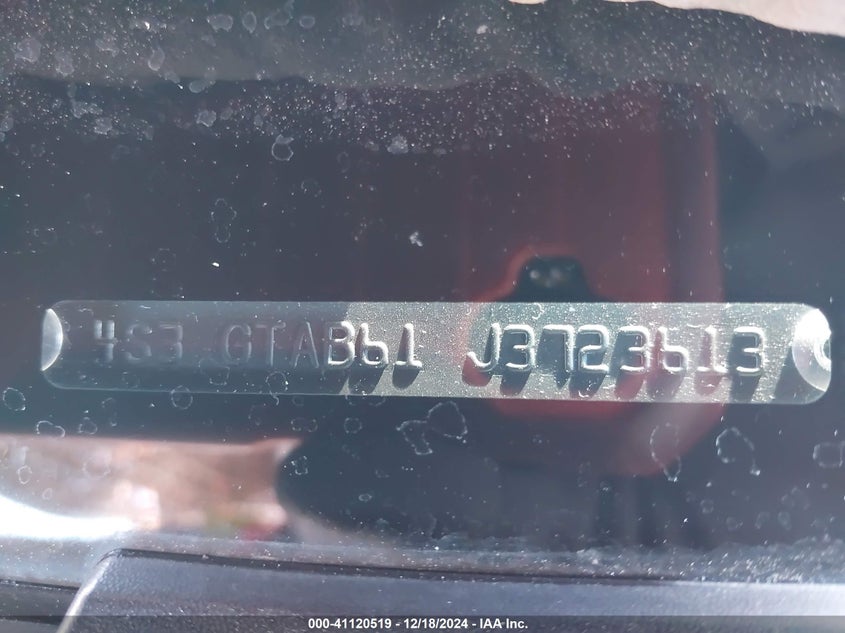 4S3 GTAB61 J3723613
000-41120519 - 12/18/2024 - IAA Inc.